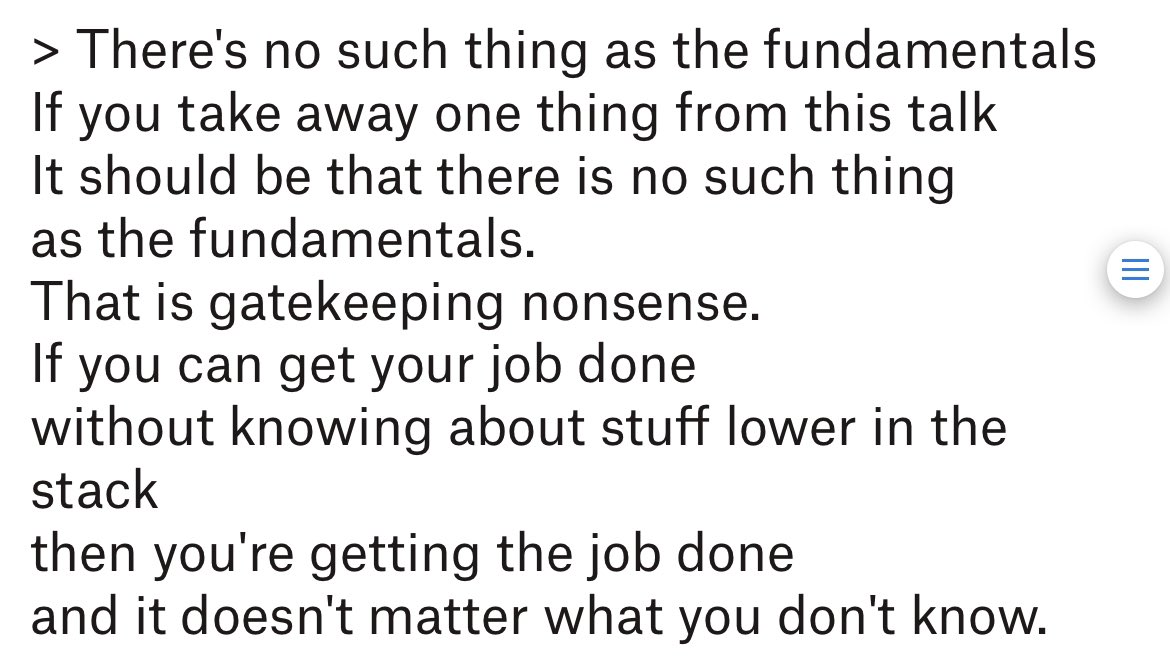 > There's no such thing as the fundamentals
If you take away one thing from this talk
It should be that there is no such thing
as the fundamentals.
That is gatekeeping nonsense.
If you can get your job done
without knowing about stuff lower in the
stack
then you're getting the job done
and it doesn't matter what you don't know.